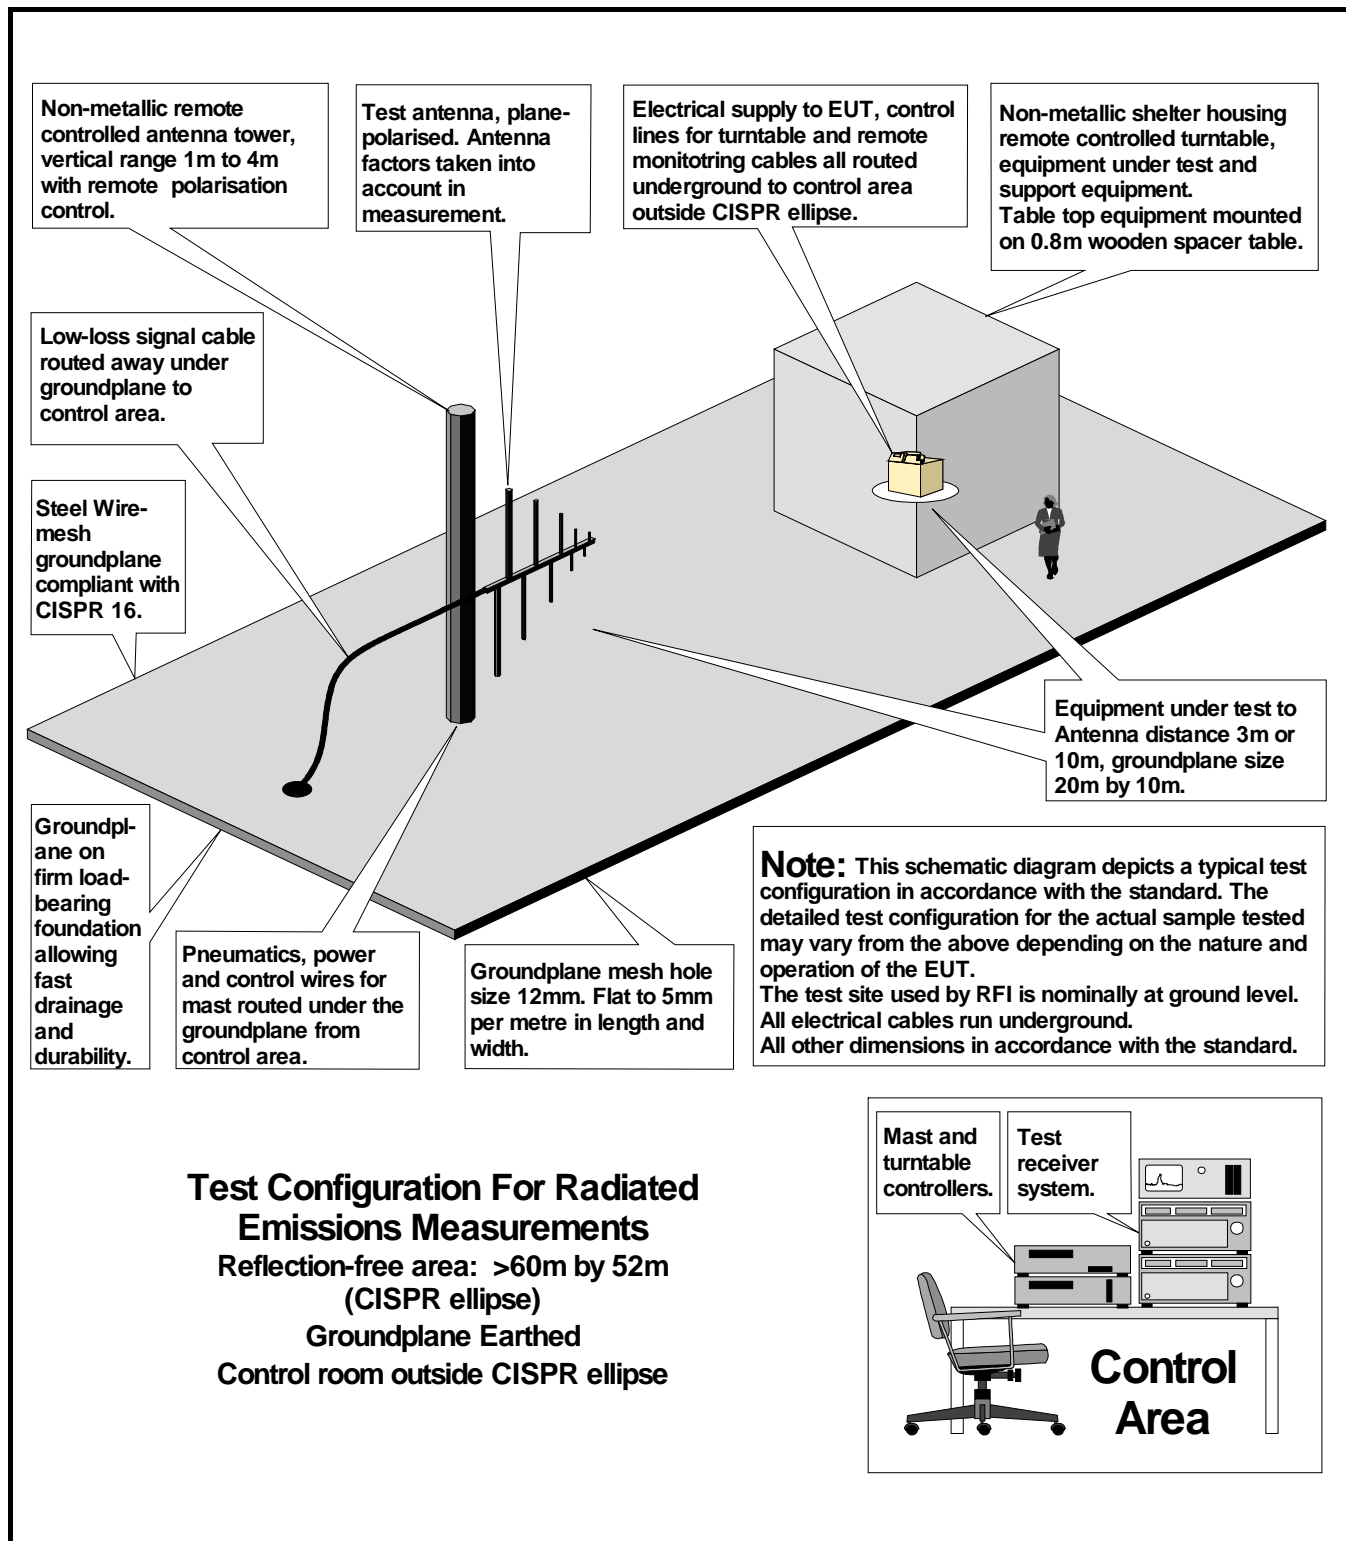 Non-metallic remote
controlled antenna tower,
vertical range 1m to 4m
with remote polarisation
control.
Test antenna, plane-
polarised. Antenna
factors taken into
account in
measurement.
Electrical supply to EUT, control
lines for turntable and remote
monitotring cables all routed
underground to control area
outside CISPR ellipse.
Non-metallic shelter housing
remote controlled turntable,
equipment under test and
support equipment.
Table top equipment mounted
on 0.8m wooden spacer table.
Low-loss signal cable
routed away under
groundplane to
control area.
Steel Wire-
mesh
groundplane
compliant with
CISPR 16.
Equipment under test to
Antenna distance 3m or
10m, groundplane size
20m by 10m.
Groundpl-
ane on
firm load-
bearing
foundation
allowing
fast
drainage
and
durability.
Pneumatics, power
and control wires for
mast routed under the
groundplane from
control area.
Groundplane mesh hole
size 12mm. Flat to 5mm
per metre in length and
width.
Note: This schematic diagram depicts a typical test
configuration in accordance with the standard. The
detailed test configuration for the actual sample tested
may vary from the above depending on the nature and
operation of the EUT.
The test site used by RFI is nominally at ground level.
All electrical cables run underground.
All other dimensions in accordance with the standard.
Test Configuration For Radiated
Emissions Measurements
Reflection-free area: >60m by 52m
(CISPR ellipse)
Groundplane Earthed
Control room outside CISPR ellipse
Mast and
turntable
controllers.
Test
receiver
system.
Control
Area